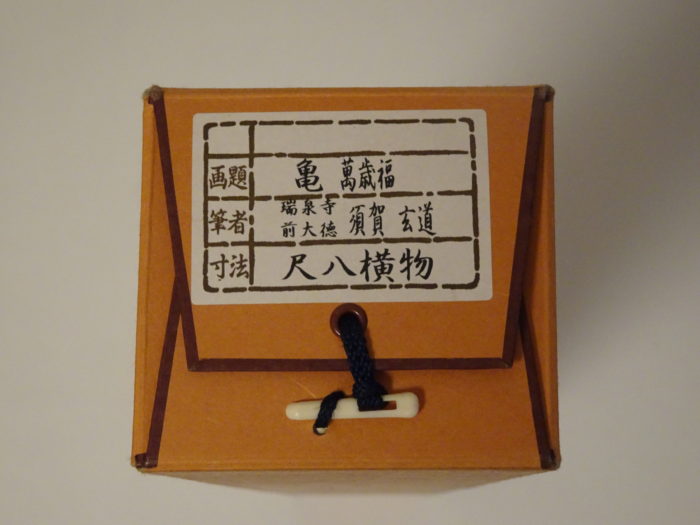 画題 亀 萬歳福
筆者 瑞泉寺 前大徳 須賀 玄道
寸法 尺八横物